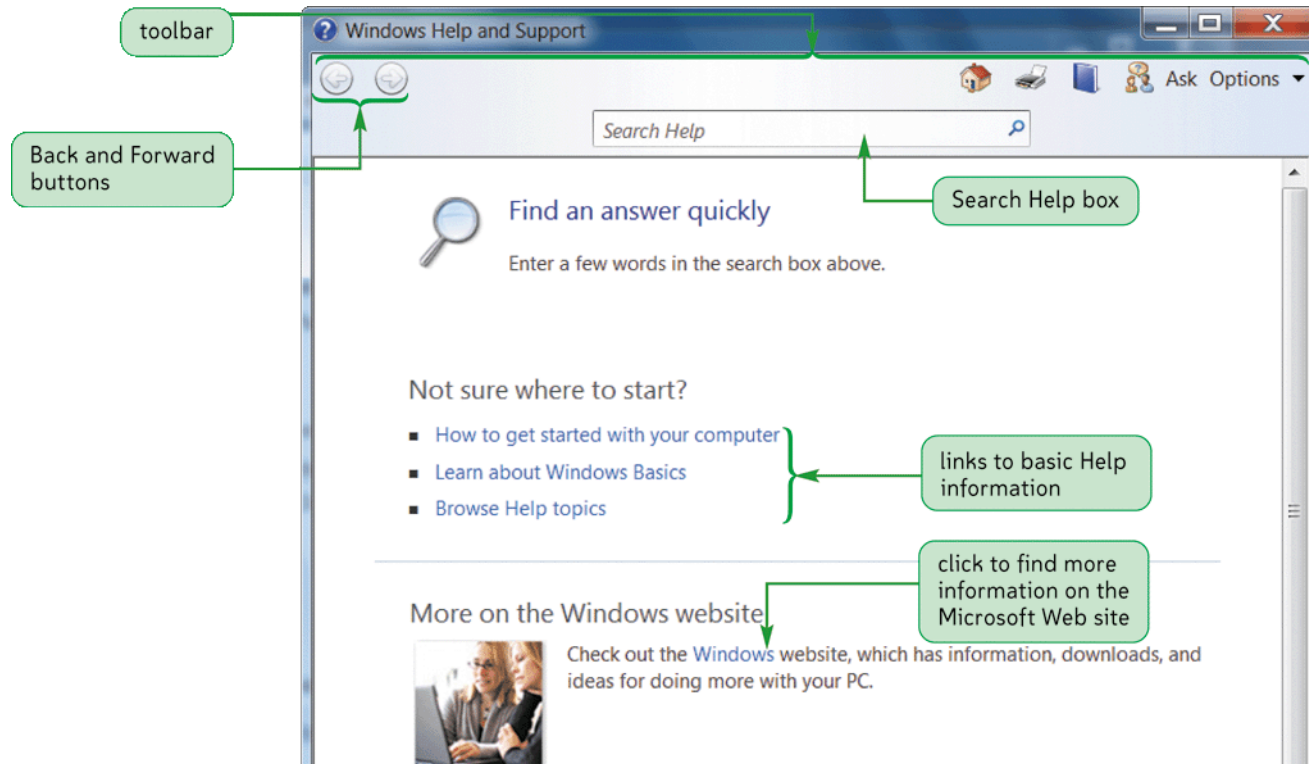 toolbar
Windows Help and Support
Ask Options
Search Help
Back and Forward
buttons
Search Help box
Find an answer quickly
Enter a few words in the search box above.
Not sure where to start?
How to get started with your computer
Learn about Windows Basics
Browse Help topics
links to basic Help
information
click to find more
information on the
Microsoft Web site
More on the Windows website
Check out the Windows website, which has information, downloads, and
ideas for doing more with your PC.